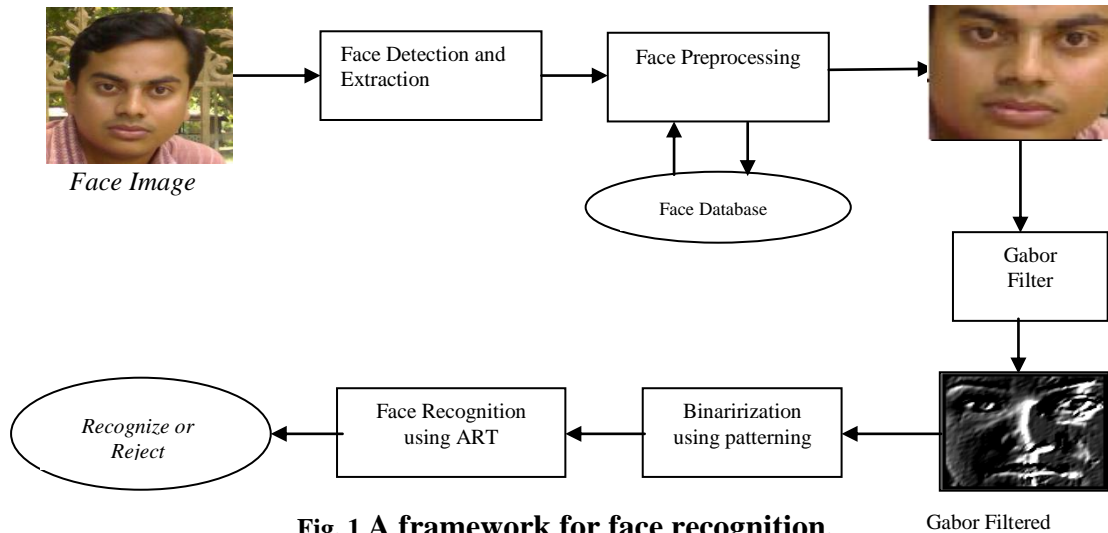 Face Detection and
Extraction
Face Preprocessing
Face Image
Face Database
Gabor
Filter
Face Recognition
using ART
Binarirization
using patterning
Recognize or
Reject
Fig. 1 A framework for face recognition
Gabor Filtered